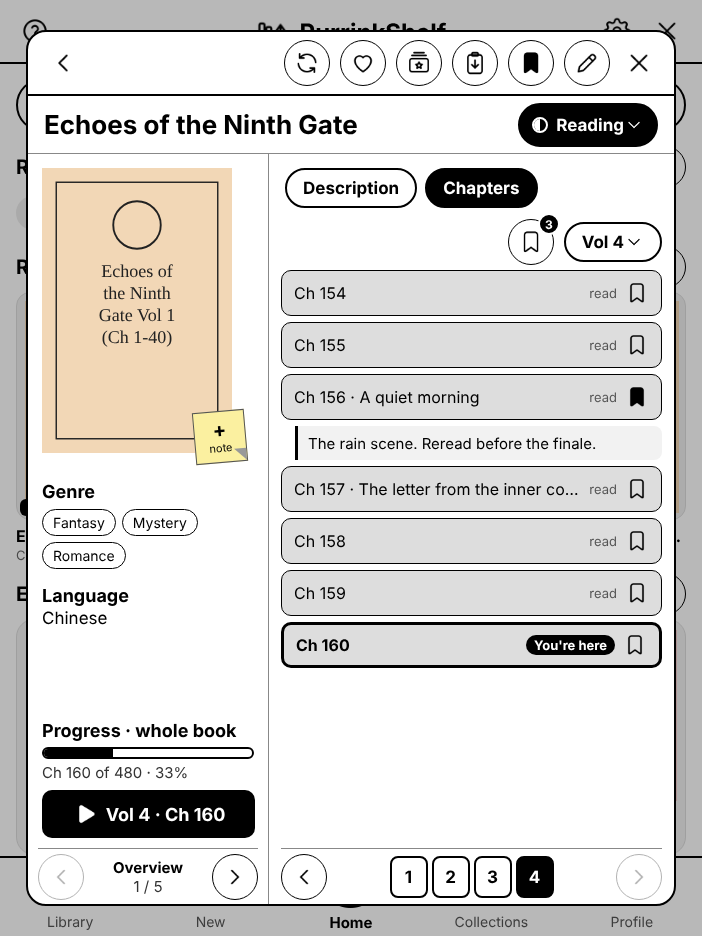 PurrinkShelf
Echoes of the Ninth Gate
Reading
Echoes of
the Ninth
Gate Vol 1
(Ch 1-40)
+
note
Genre
Fantasy
Mystery
Romance
Language
Chinese
Progress · whole book
Ch 160 of 480 · 33%
Vol 4 · Ch 160
Overview
1 / 5
Description
Chapters
3
Vol 4
Ch 154
read
Ch 155
read
Ch 156 · A quiet morning
read
The rain scene. Reread before the finale.
Ch 157 · The letter from the inner co...
read
Ch 158
read
Ch 159
read
Ch 160
You're here
1
2
3
4
Library
New
Home
Collections
Profile